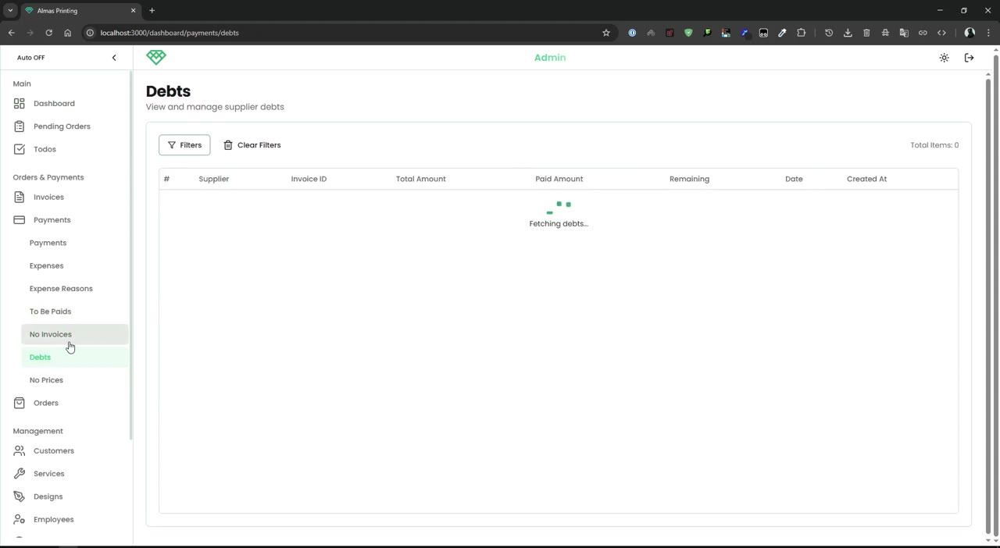 Almas Printing
localhost:3000/dashboard/payments/debts
Auto OFF
Admin
Main
Dashboard
Pending Orders
Todos
Orders & Payments
Invoices
Payments
Payments
Expenses
Expense Reasons
To Be Paids
No Invoices
Debts
No Prices
Orders
Management
Customers
Services
Designs
Employees
Debts
View and manage supplier debts
Filters
Clear Filters
Total Items: 0
# Supplier Invoice ID Total Amount Paid Amount Remaining Date Created At
Fetching debts...